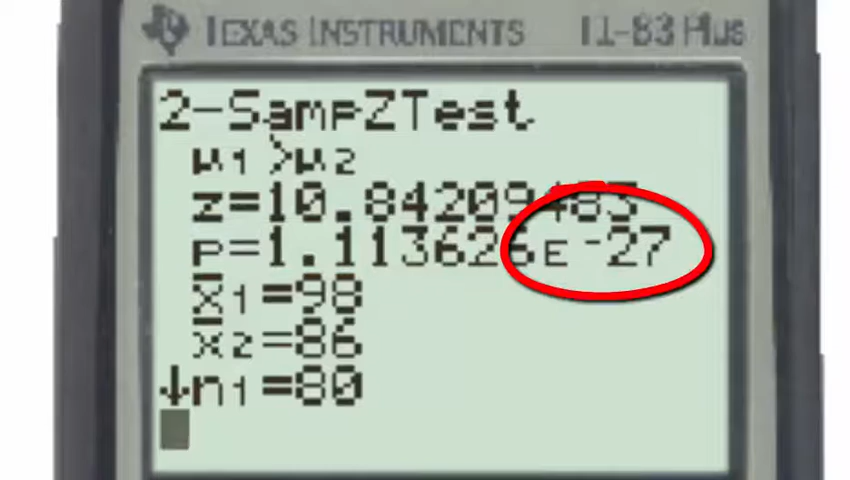 TEXAS INSTRUMENTS TI-83 Plus
2-SampZTest
μ1>μ2
z=10.84209483
p=1.113626E-27
x̄1=98
x̄2=86
↓n1=80